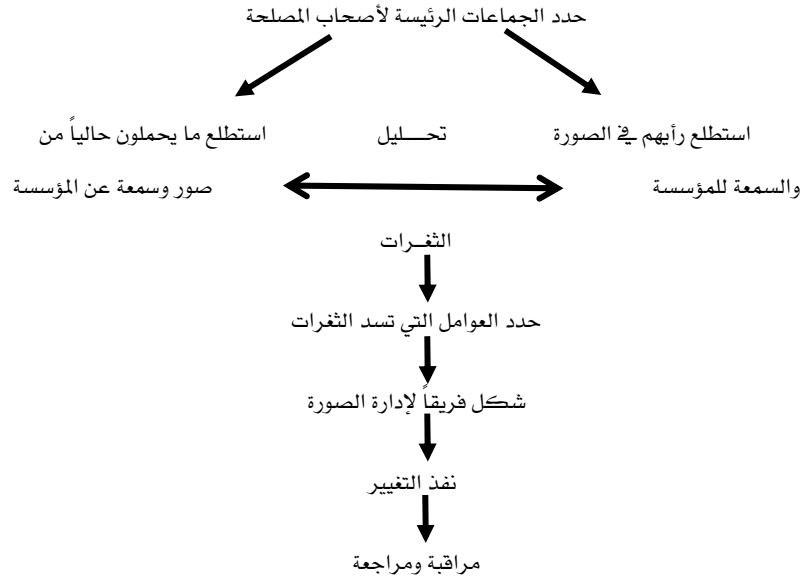 حدد الجماعات الرئيسة لأصحاب المصلحة
استطلع رأيهم في الصورة
والسمعة للمؤسسة
تحـــليل
استطلع ما يحملون حالياً من
صور وسمعة عن المؤسسة
الثغــرات
حدد العوامل التي تسد الثغرات
شكل فريقاً لإدارة الصورة
نفذ التغيير
مراقبة ومراجعة